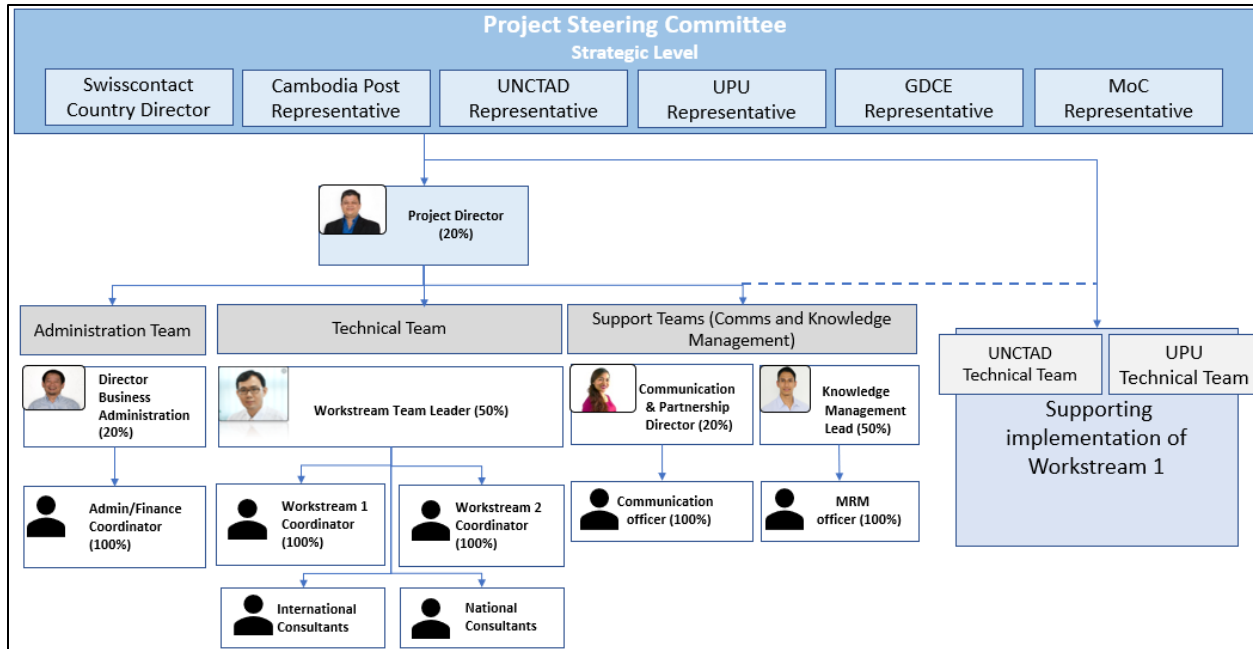 Project Steering Committee
Strategic Level
Swisscontact
Country Director
Cambodia Post
Representative
UNCTAD
Representative
UPU
Representative
GDCE
Representative
MoC
Representative
Project Director
(20%)
Administration Team
Technical Team
Support Teams (Comms and Knowledge
Management)
UNCTAD
Technical Team
UPU
Technical Team
Supporting
implementation of
Workstream 1
Director
Business
Administration
(20%)
Workstream Team Leader (50%)
Communication
& Partnership
Director (20%)
Knowledge
Management
Lead (50%)
Admin/Finance
Coordinator
(100%)
Workstream 1
Coordinator
(100%)
Workstream 2
Coordinator
(100%)
Communication
officer (100%)
MRM
officer (100%)
International
Consultants
National
Consultants